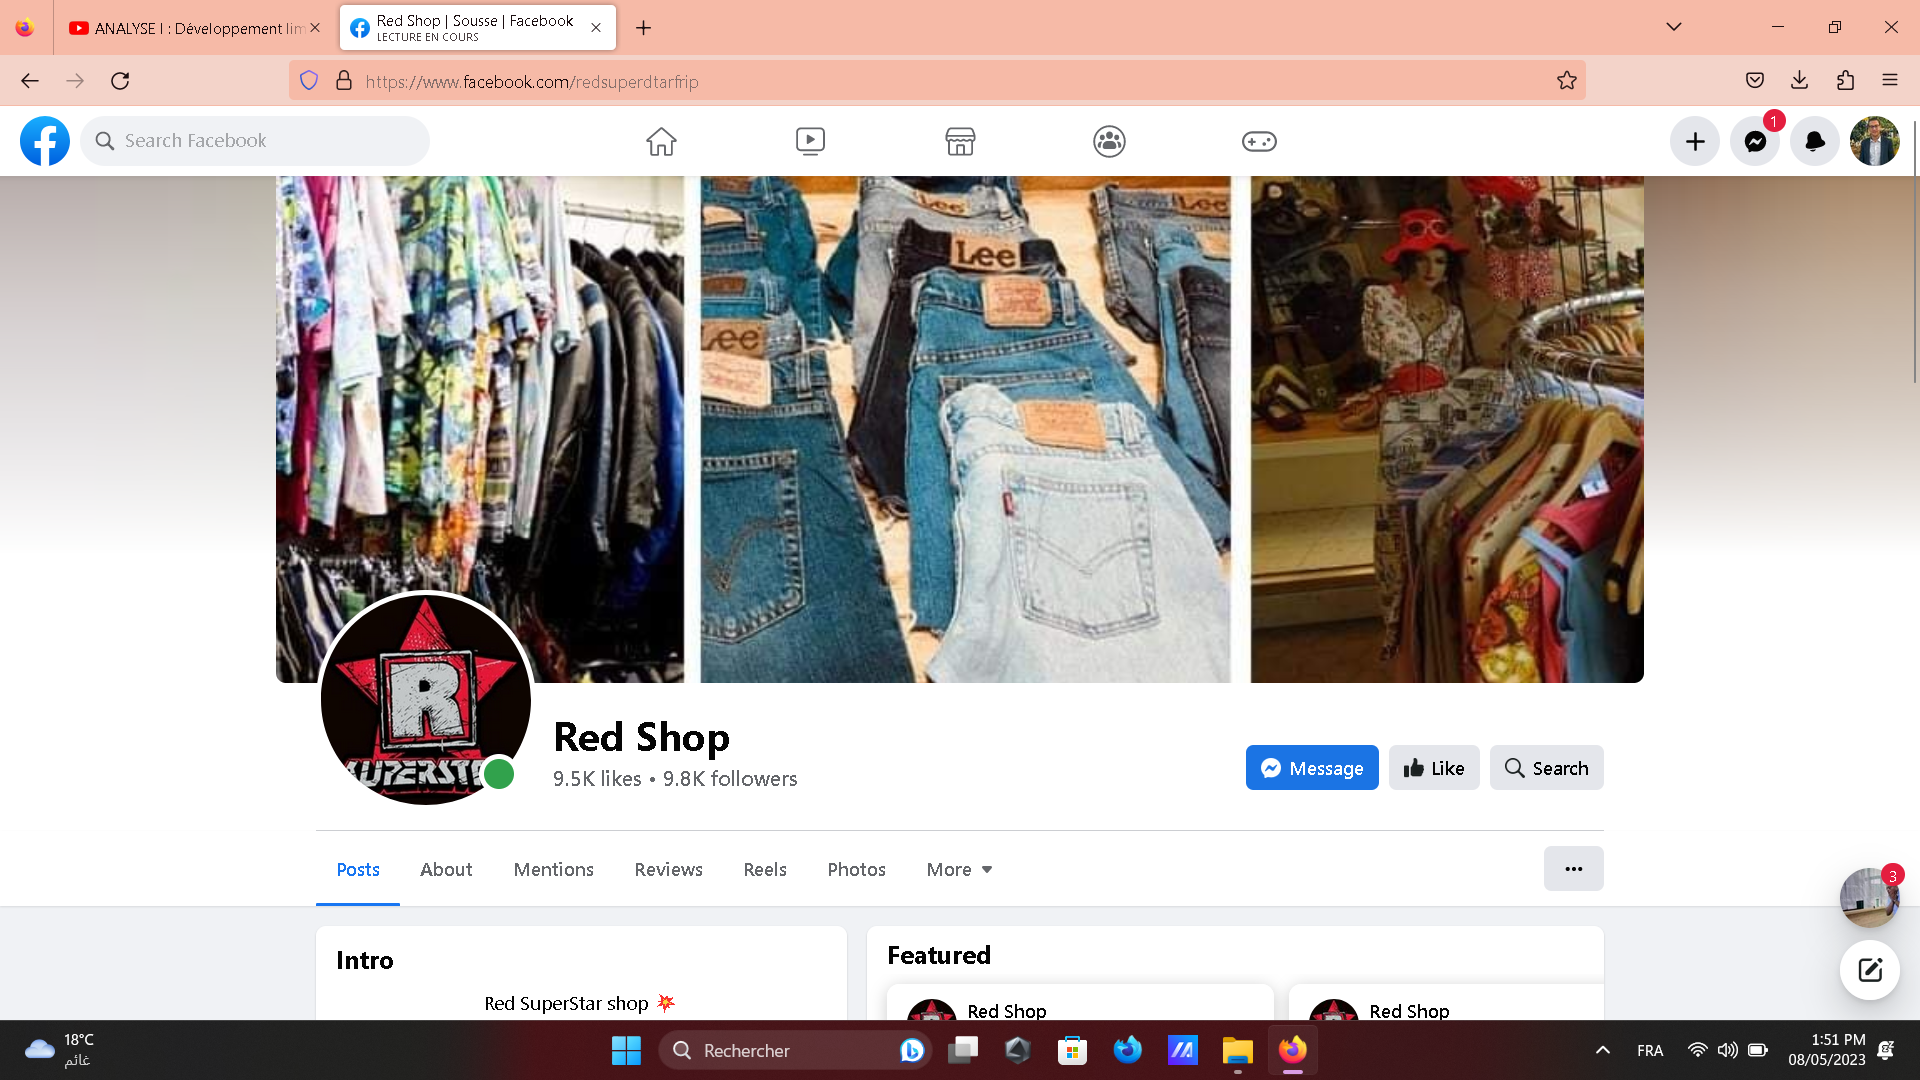 ANALYSE I : Développement lim
Red Shop | Sousse | Facebook
LECTURE EN COURS
https://www.facebook.com/redsuperdtarfrip
Search Facebook
1
Lee
Lee
Lee
Lee
R
SUPERST
Red Shop
9.5K likes • 9.8K followers
Message
Like
Search
Posts
About
Mentions
Reviews
Reels
Photos
More
3
Intro
Red SuperStar shop 💥
Featured
Red Shop
Red Shop
18°C
غائم
Rechercher
FRA
1:51 PM
08/05/2023